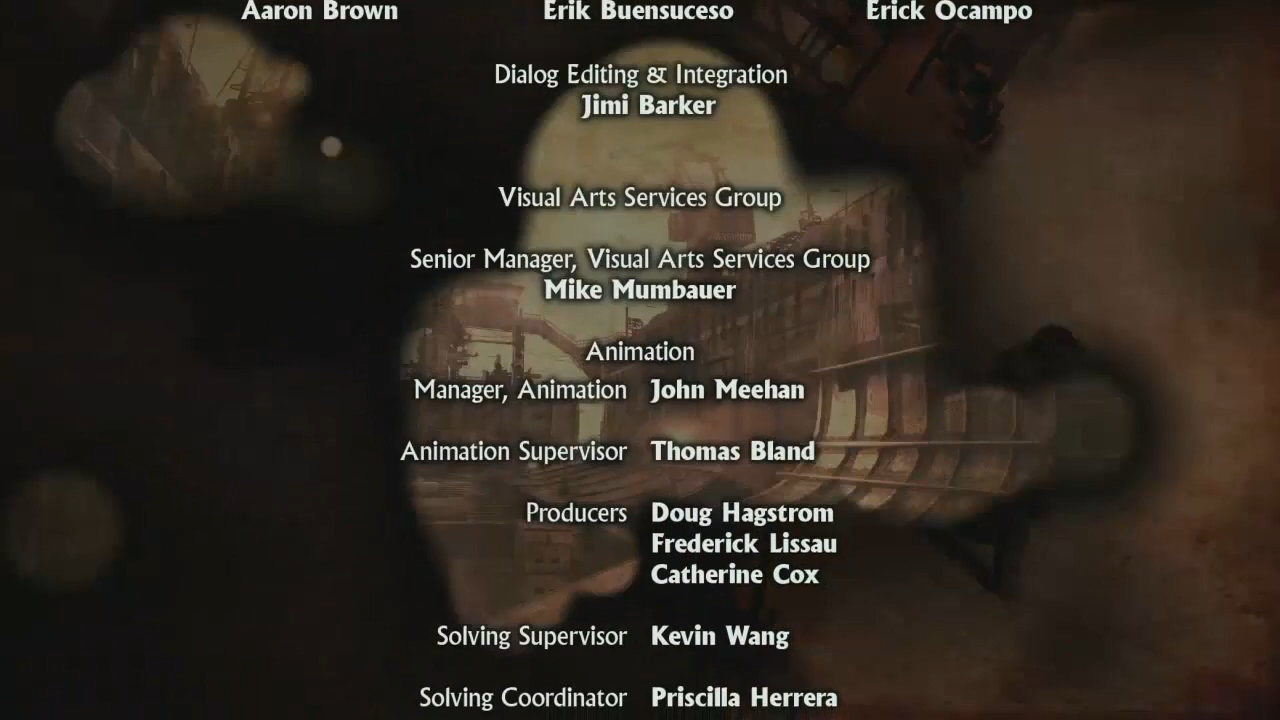 Aaron Brown Erik Buensuceso Erick Ocampo
Dialog Editing & Integration
Jimi Barker
Visual Arts Services Group
Senior Manager, Visual Arts Services Group
Mike Mumbauer
Animation
Manager, Animation John Meehan
Animation Supervisor Thomas Bland
Producers Doug Hagstrom
Frederick Lissau
Catherine Cox
Solving Supervisor Kevin Wang
Solving Coordinator Priscilla Herrera